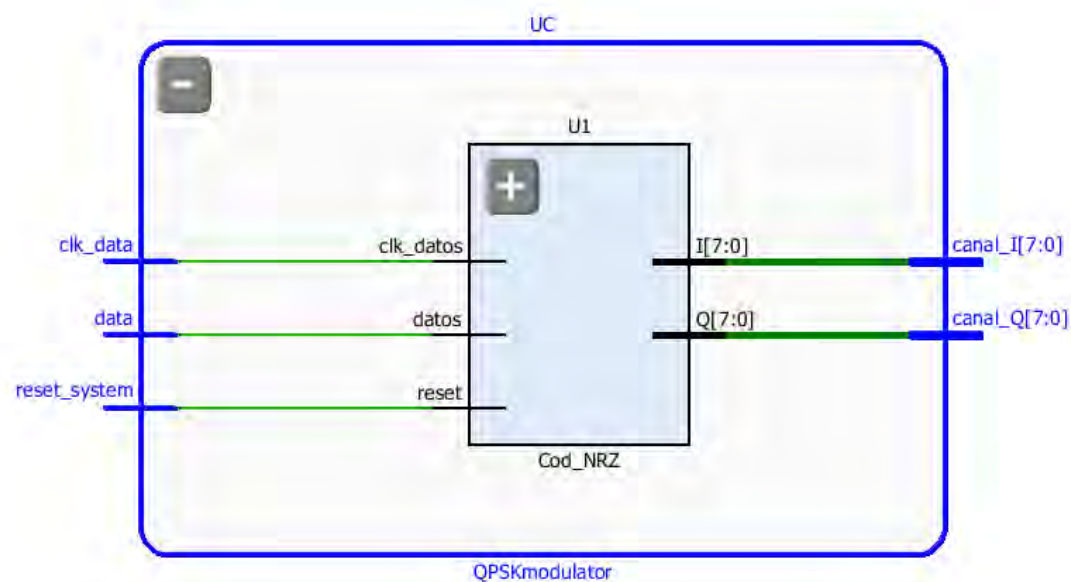 UC
U1
clk_data
clk_datos
I[7:0]
canal_I[7:0]
data
datos
Q[7:0]
canal_Q[7:0]
reset_system
reset
Cod_NRZ
QPSKmodulator